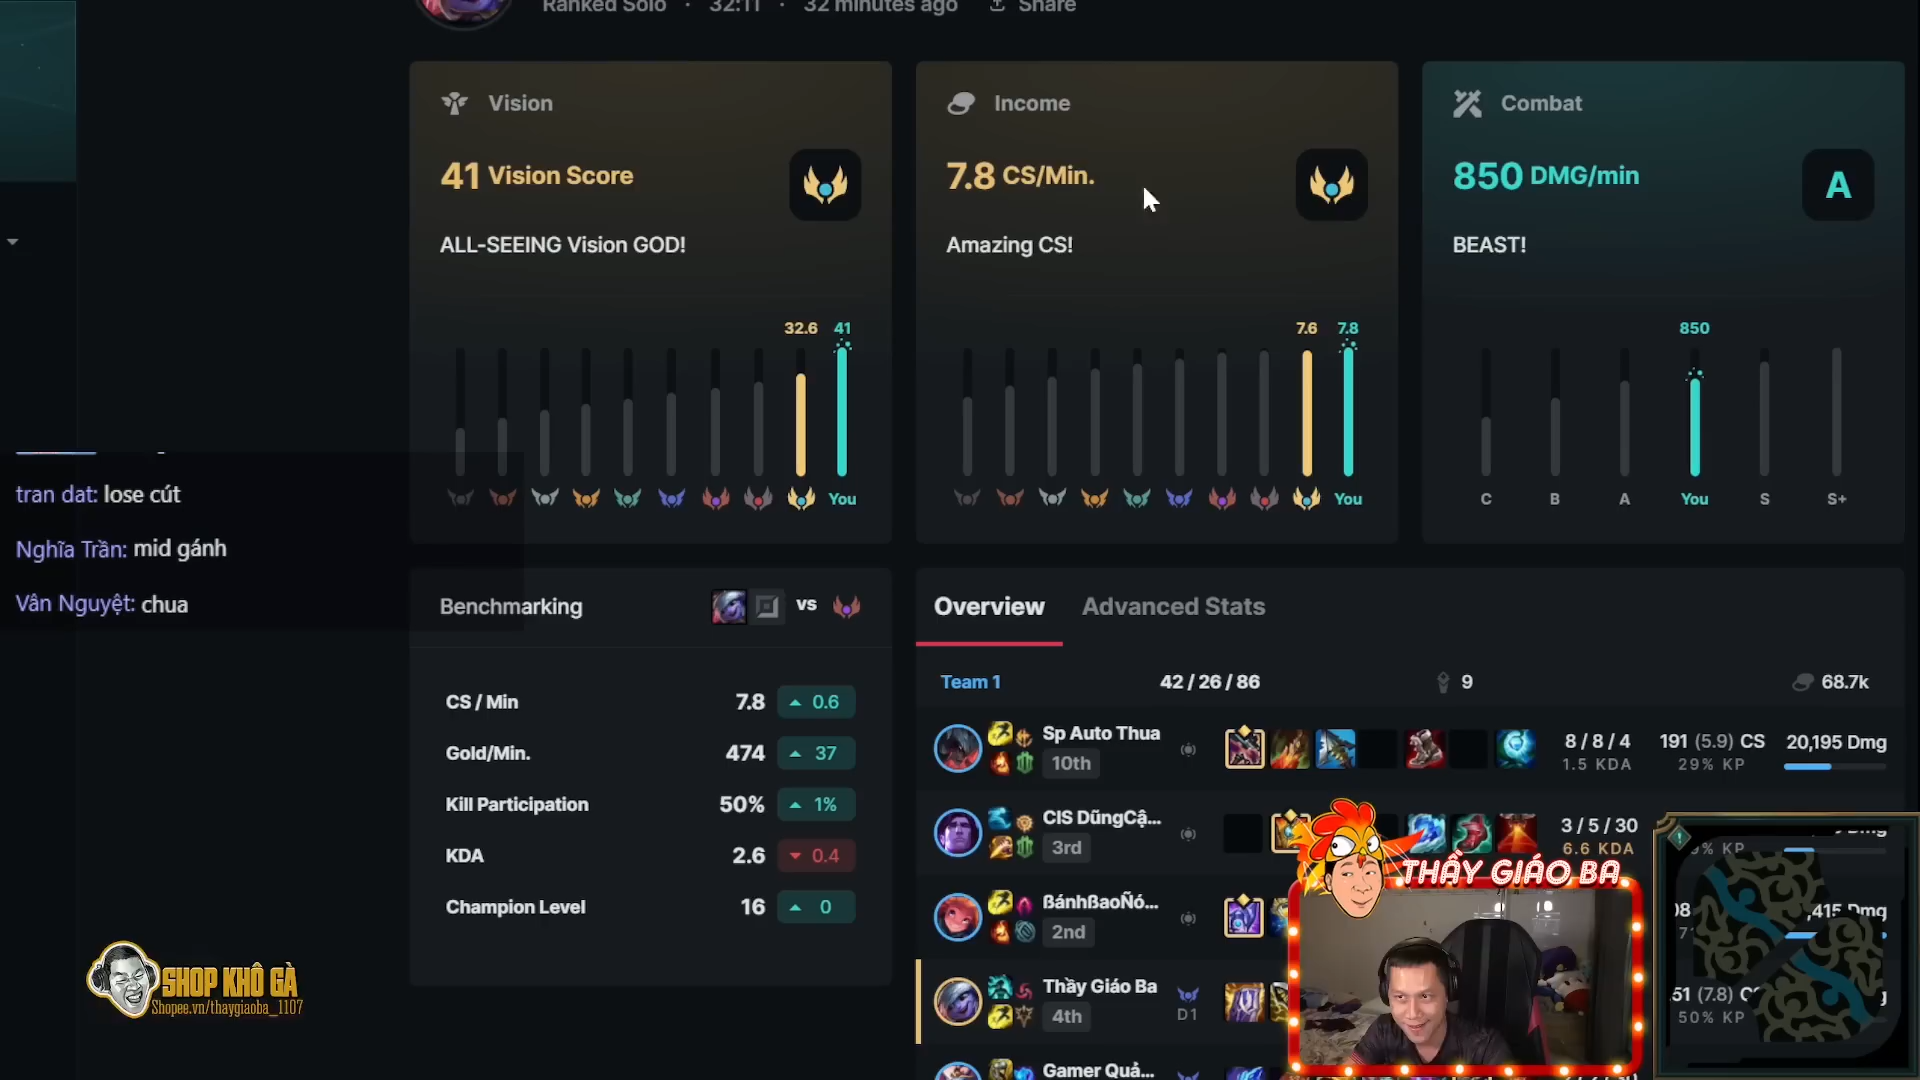 Ranked Solo · 32:11 · 32 minutes ago Share
Vision
41 Vision Score
ALL-SEEING Vision GOD!
32.6 41
You
Income
7.8 CS/Min.
Amazing CS!
7.6 7.8
You
Combat
850 DMG/min
A
BEAST!
850
C B A You S S+
tran dat: lose cút
Nghĩa Trần: mid gánh
Vân Nguyệt: chua
Benchmarking vs
CS / Min 7.8 0.6
Gold/Min. 474 37
Kill Participation 50% 1%
KDA 2.6 0.4
Champion Level 16 0
Overview Advanced Stats
Team 1 42 / 26 / 86 9 68.7k
Sp Auto Thua 8 / 8 / 4 191 (5.9) CS 20,195 Dmg
10th 1.5 KDA 29% KP
CIS DũngCậ... 3 / 5 / 30
3rd 6.6 KDA
ßánhßaoÑó...
2nd
Thầy Giáo Ba
4th D1
(7.8)
50% KP
Gamer Quả...
THẦY GIÁO BA
SHOP KHÔ GÀ
Shopee.vn/thaygiaoba_1107